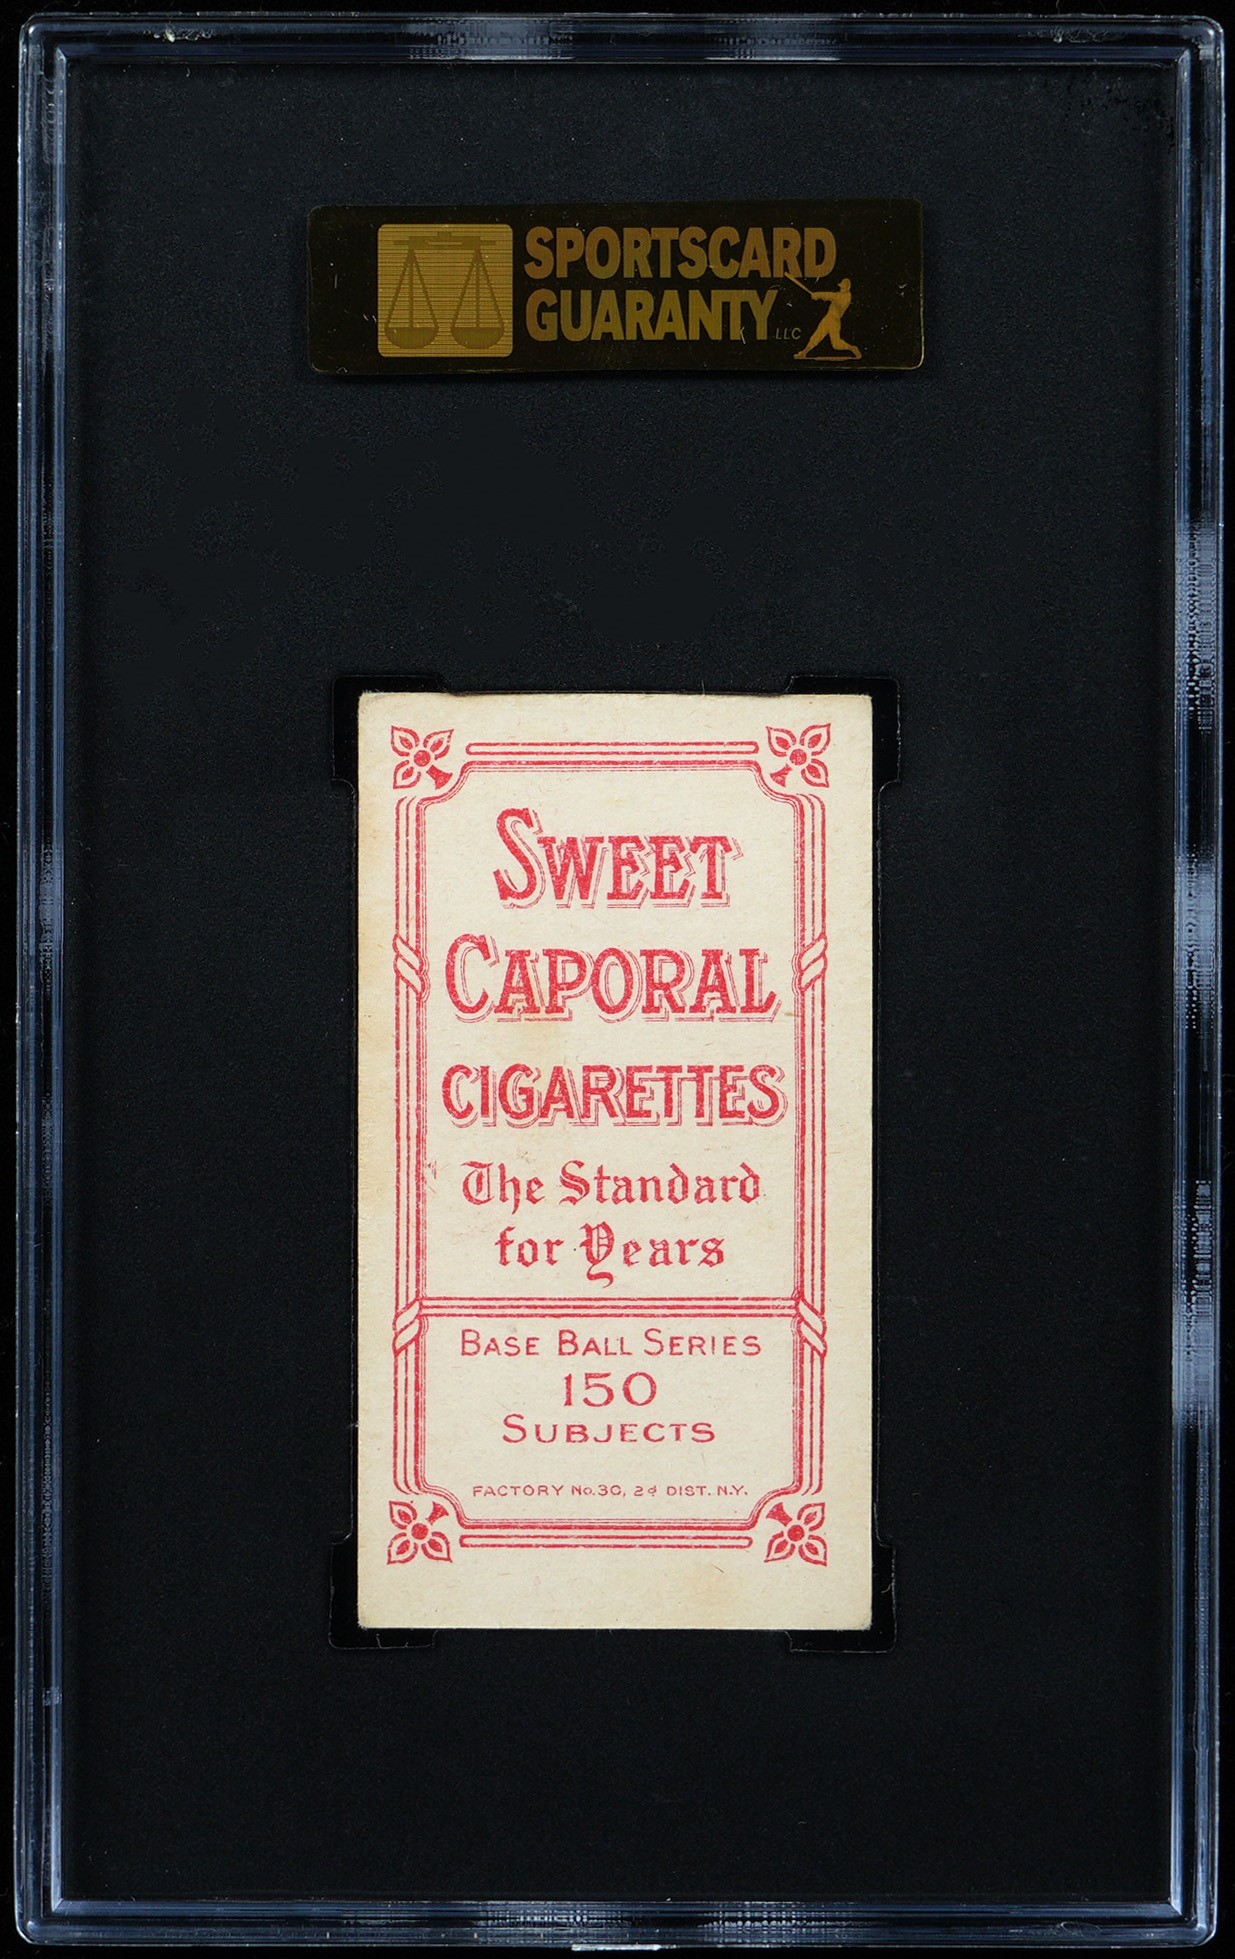 SPORTSCARD
GUARANTY LLC
SWEET
CAPORAL
CIGARETTES
The Standard
for Years
BASE BALL SERIES
150
SUBJECTS
FACTORY No. 30, 2d DIST. N.Y.